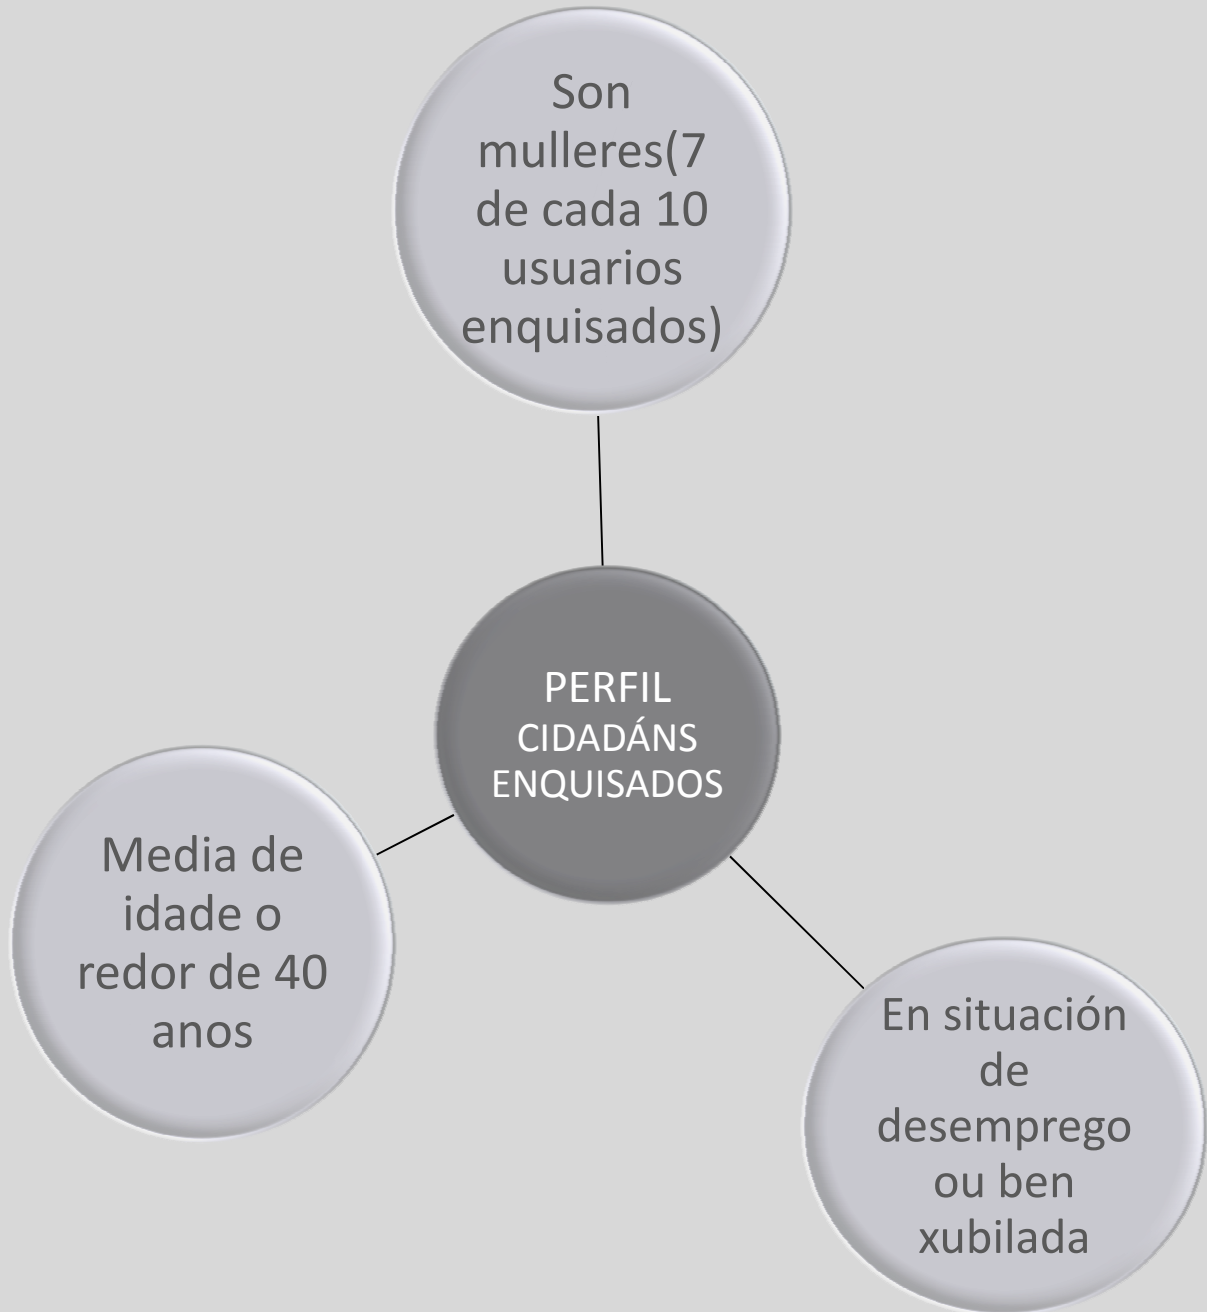 Son
mulleres(7
de cada 10
usuarios
enquisados)
PERFIL
CIDADÁNS
ENQUISADOS
Media de
idade o
redor de 40
anos
En situación
de
desemprego
ou ben
xubilada